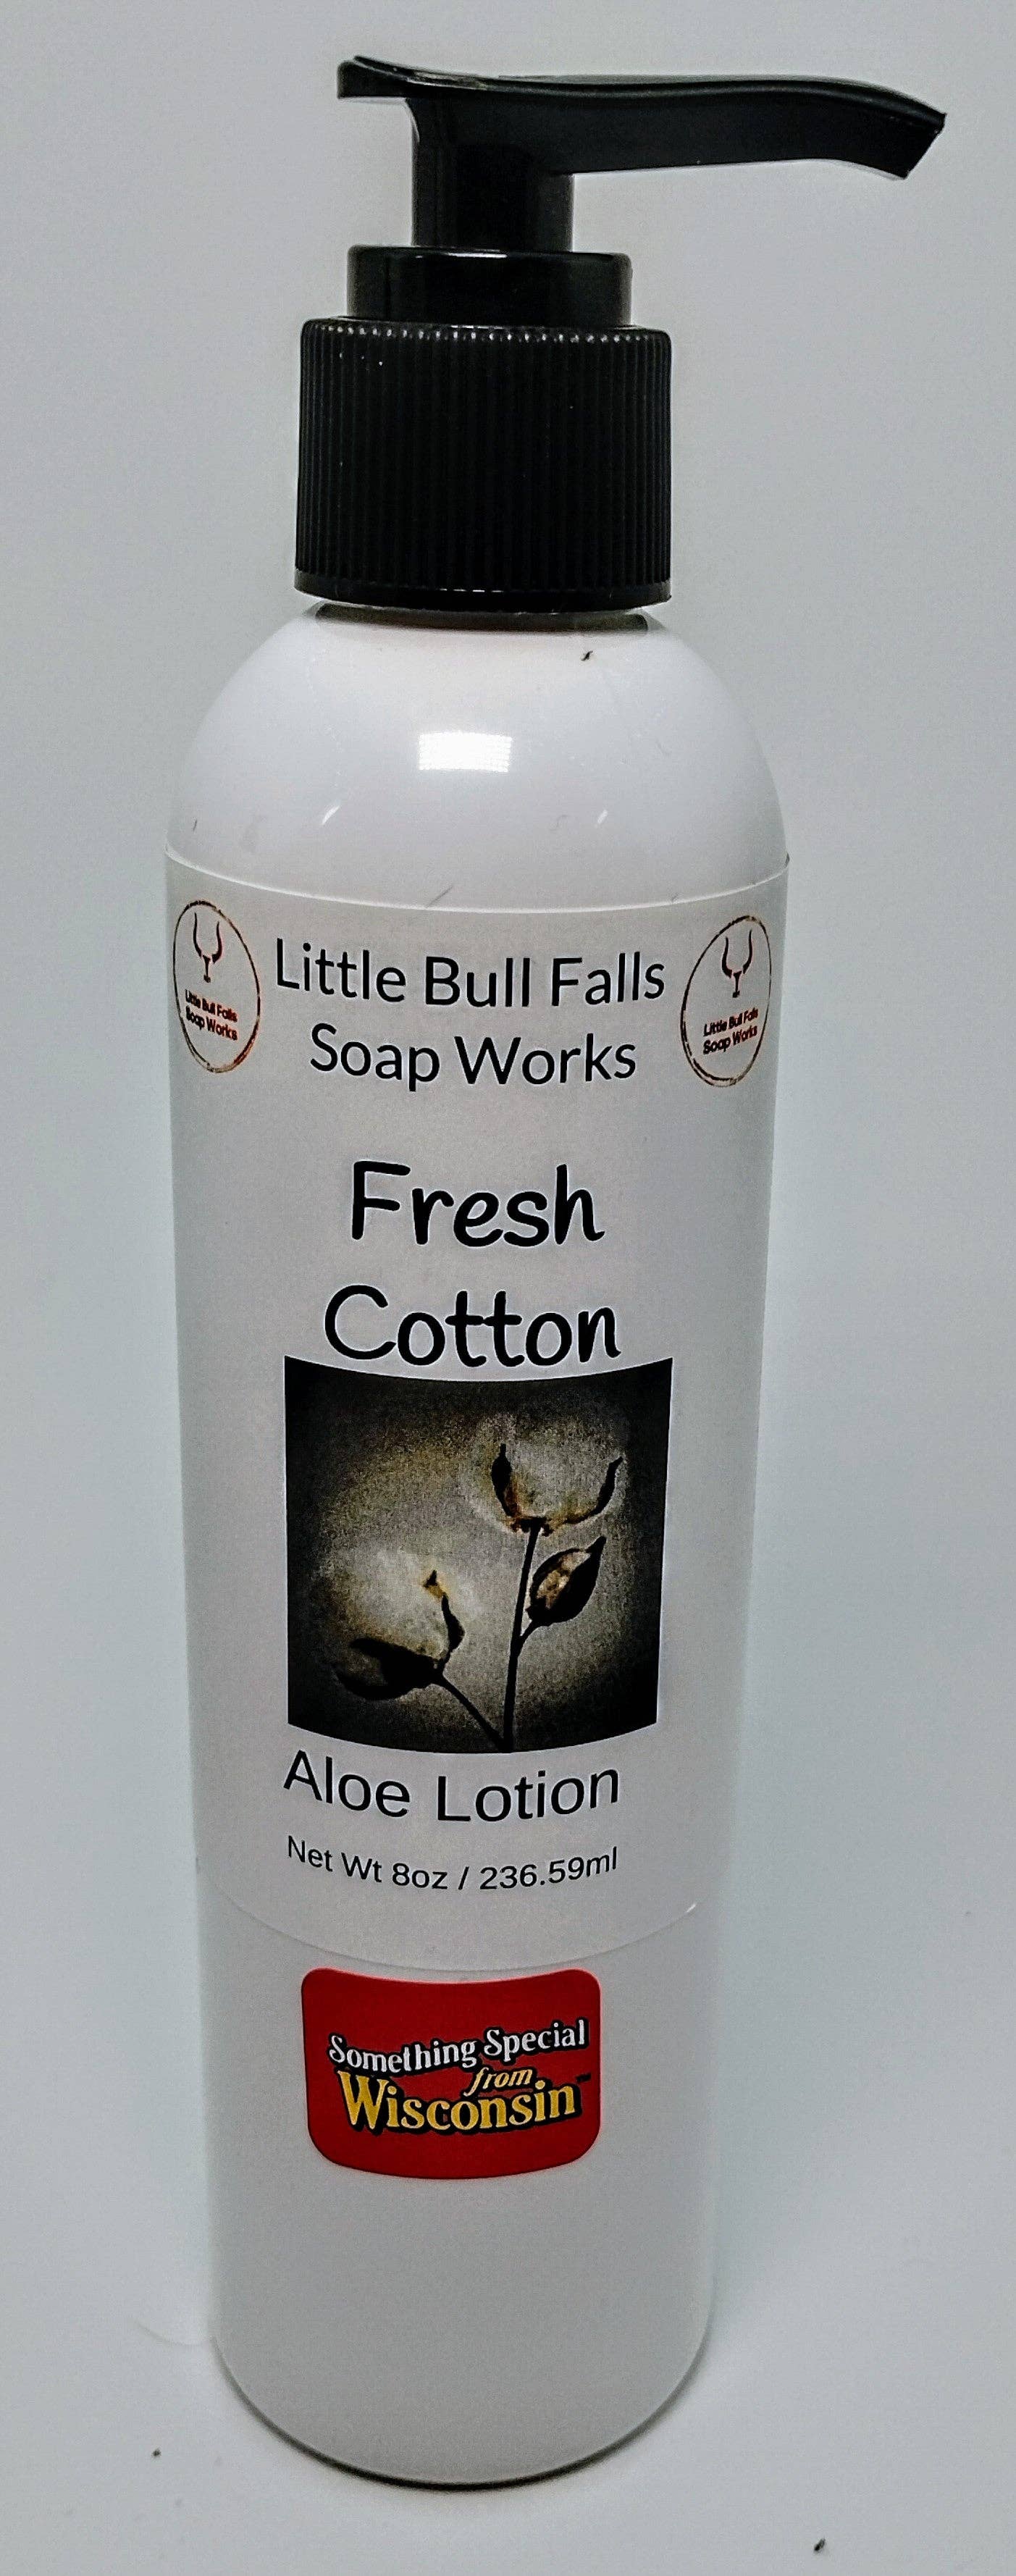 Little Bull Falls
Soap Works
Little Bull Falls
Soap Works
Little Bull Falls
Soap Works
Fresh
Cotton
Aloe Lotion
Net Wt 8oz / 236.59ml
Something Special
from
Wisconsin™